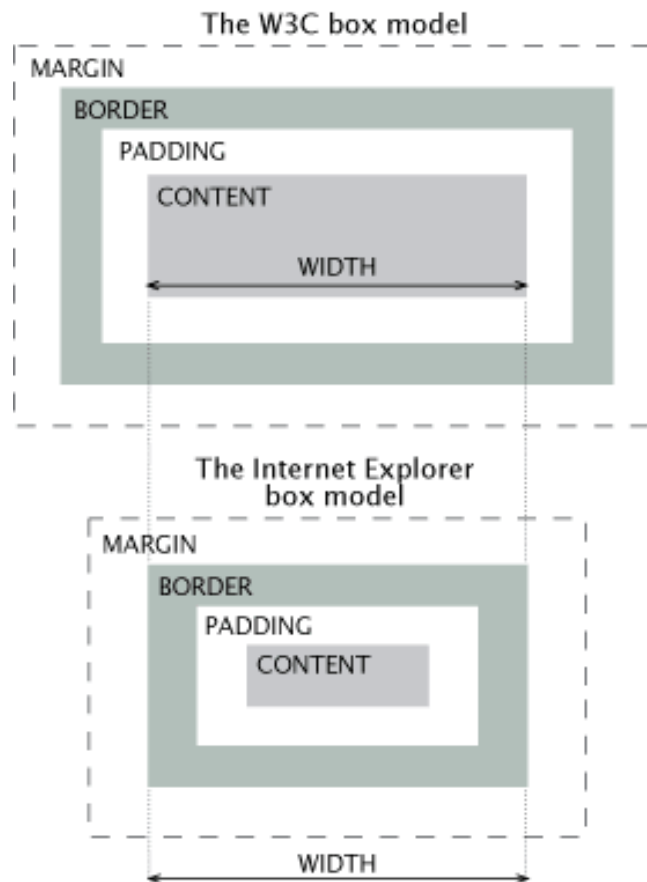 The W3C box model
MARGIN
BORDER
PADDING
CONTENT
WIDTH
The Internet Explorer
box model
MARGIN
BORDER
PADDING
CONTENT
WIDTH